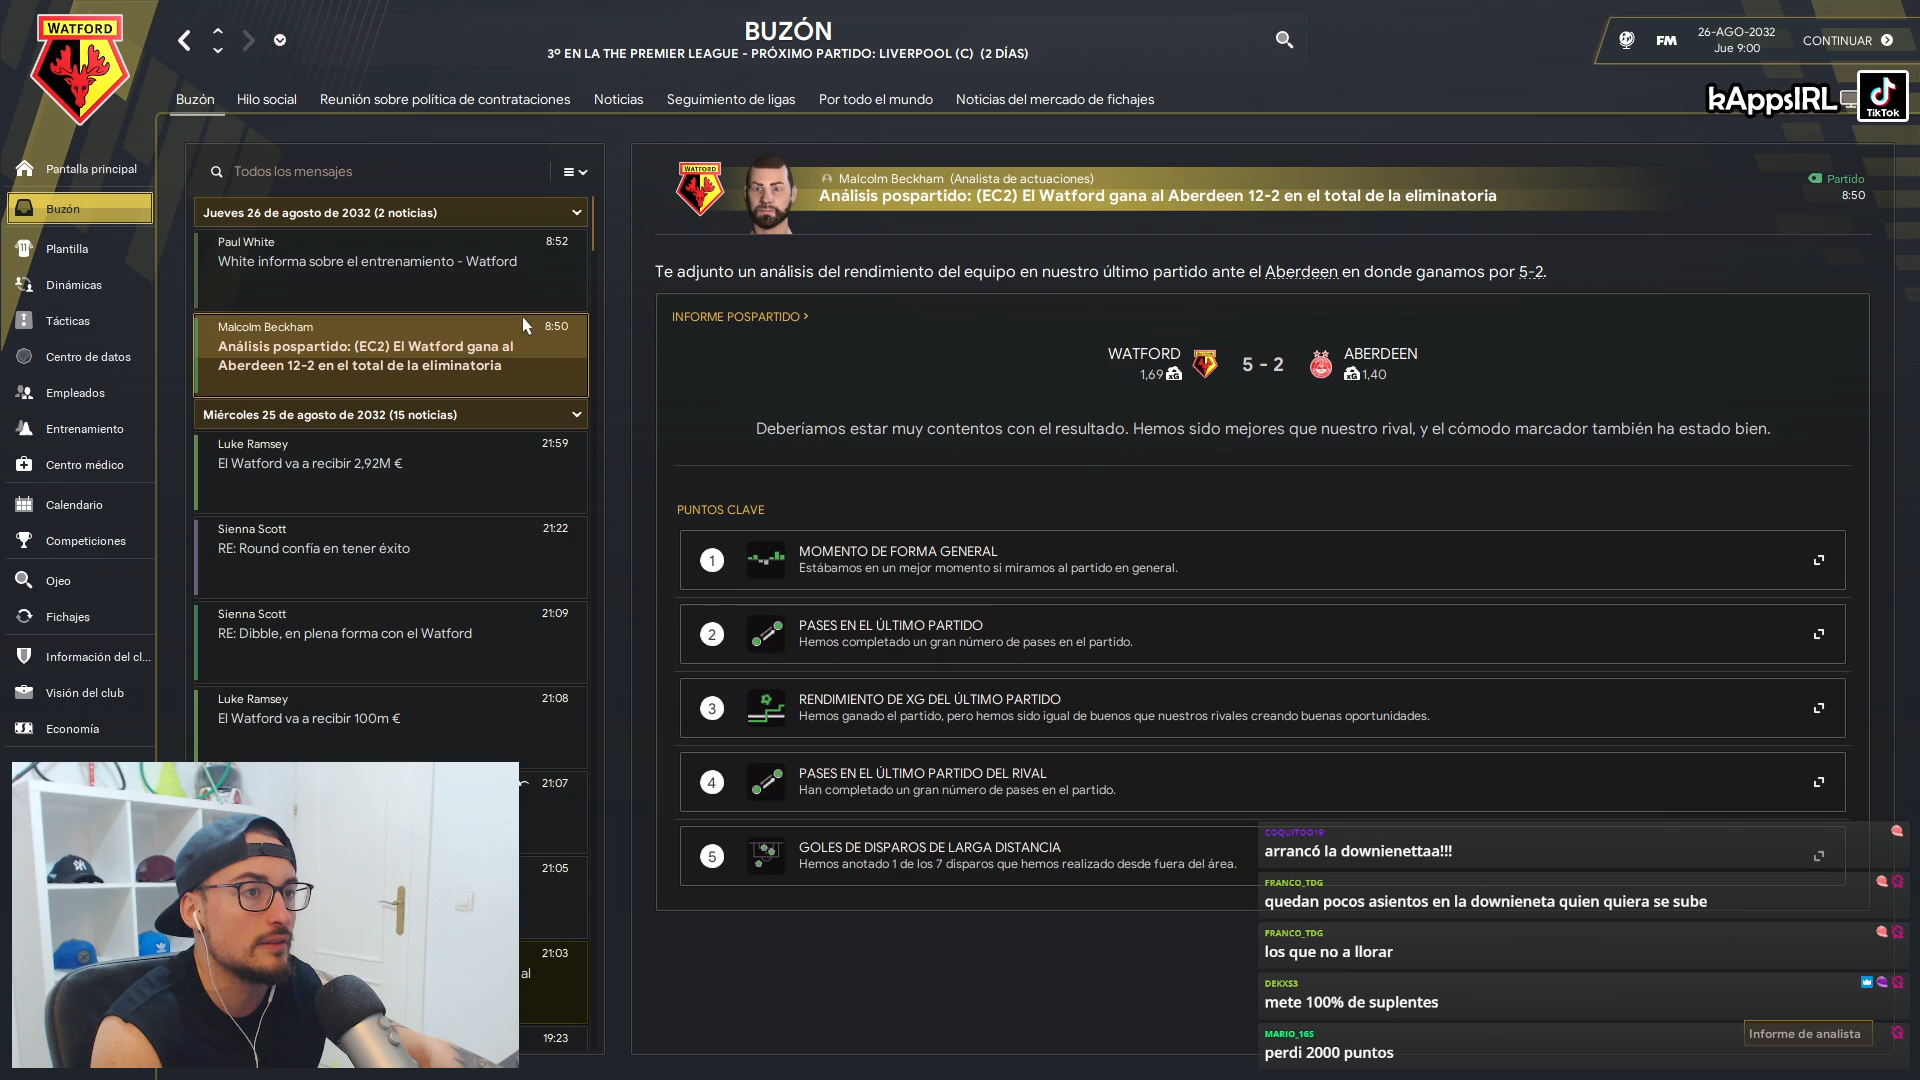 WATFORD
BUZÓN
3º EN LA THE PREMIER LEAGUE - PRÓXIMO PARTIDO: LIVERPOOL (C) (2 DÍAS)
FM
26-AGO-2032
Jue 9:00
CONTINUAR
Buzón
Hilo social
Reunión sobre política de contrataciones
Noticias
Seguimiento de ligas
Por todo el mundo
Noticias del mercado de fichajes
kAppsIRL
TikTok
Pantalla principal
Buzón
Plantilla
Dinámicas
Tácticas
Centro de datos
Empleados
Entrenamiento
Centro médico
Calendario
Competiciones
Ojeo
Fichajes
Información del cl...
Visión del club
Economía
Todos los mensajes
Jueves 26 de agosto de 2032 (2 noticias)
Paul White
8:52
White informa sobre el entrenamiento - Watford
Malcolm Beckham
8:50
Análisis pospartido: (EC2) El Watford gana al
Aberdeen 12-2 en el total de la eliminatoria
Miércoles 25 de agosto de 2032 (15 noticias)
Luke Ramsey
21:59
El Watford va a recibir 2,92M €
Sienna Scott
21:22
RE: Round confía en tener éxito
Sienna Scott
21:09
RE: Dibble, en plena forma con el Watford
Luke Ramsey
21:08
El Watford va a recibir 100m €
21:07
21:05
21:03
al
19:23
WATFORD
Malcolm Beckham (Analista de actuaciones)
Análisis pospartido: (EC2) El Watford gana al Aberdeen 12-2 en el total de la eliminatoria
Partido
8:50
Te adjunto un análisis del rendimiento del equipo en nuestro último partido ante el Aberdeen en donde ganamos por 5-2.
INFORME POSPARTIDO >
WATFORD
1,69 xG
5 - 2
ABERDEEN
xG 1,40
Deberíamos estar muy contentos con el resultado. Hemos sido mejores que nuestro rival, y el cómodo marcador también ha estado bien.
PUNTOS CLAVE
1
MOMENTO DE FORMA GENERAL
Estábamos en un mejor momento si miramos al partido en general.
2
PASES EN EL ÚLTIMO PARTIDO
Hemos completado un gran número de pases en el partido.
3
RENDIMIENTO DE XG DEL ÚLTIMO PARTIDO
Hemos ganado el partido, pero hemos sido igual de buenos que nuestros rivales creando buenas oportunidades.
4
PASES EN EL ÚLTIMO PARTIDO DEL RIVAL
Han completado un gran número de pases en el partido.
5
GOLES DE DISPAROS DE LARGA DISTANCIA
Hemos anotado 1 de los 7 disparos que hemos realizado desde fuera del área.
COQUITOO19
arrancó la downienettaa!!!
FRANCO_TDG
quedan pocos asientos en la downieneta quien quiera se sube
FRANCO_TDG
los que no a llorar
DEKXS3
mete 100% de suplentes
MARIO_16S
perdi 2000 puntos
Informe de analista